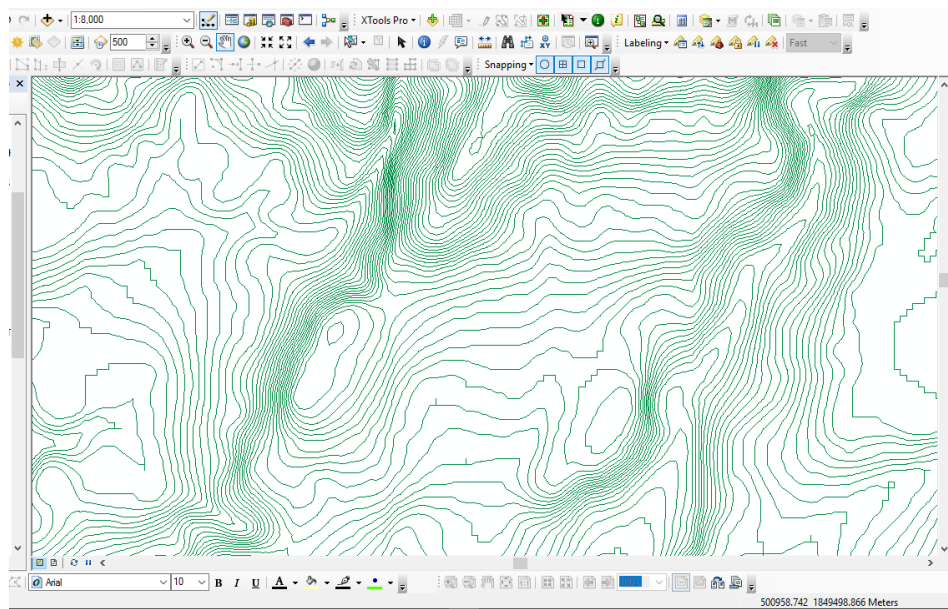 1:8,000 XTools Pro
500 Labeling Fast
Snapping
Arial 10 B I U A
500958.742 1849498.866 Meters